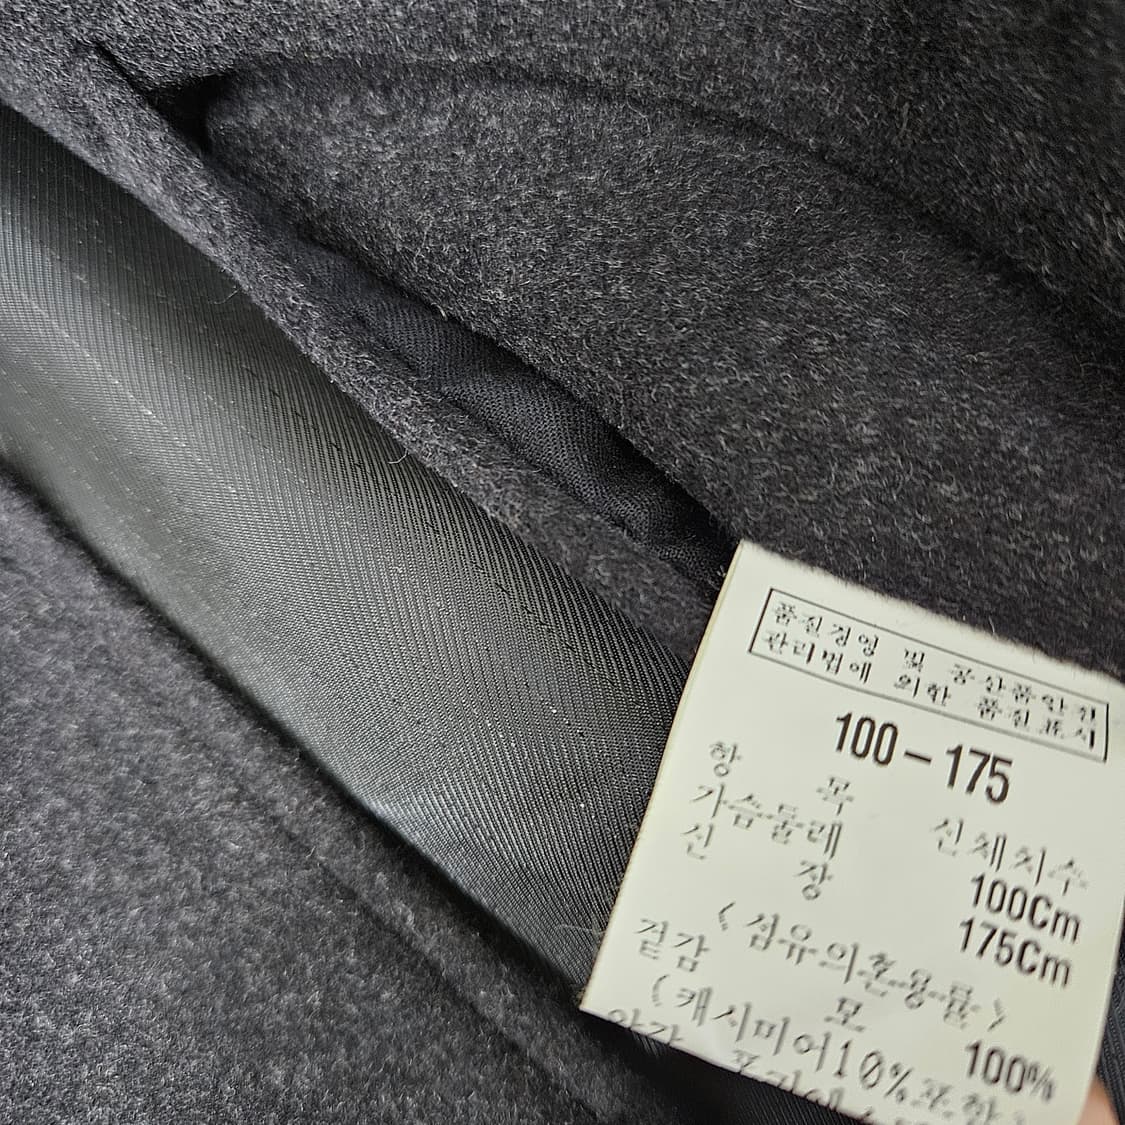 품질경영 및 공산품안전
관리법에 의한 품질표시
100-175
항 목 신체치수
가슴둘레 100Cm
신 장 175Cm
《섬유의혼용률》
겉감 모 100%
(캐시미어10%포함)
안감